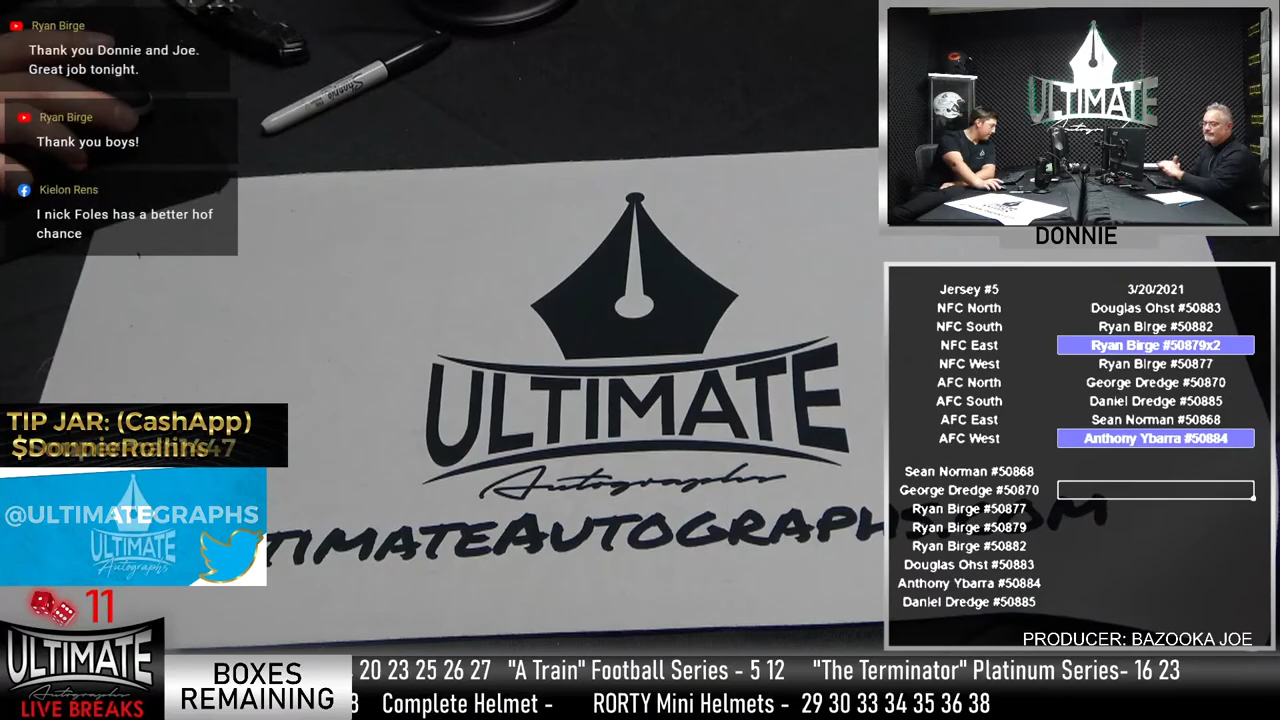 Ryan Birge
Thank you Donnie and Joe.
Great job tonight.
Ryan Birge
Thank you boys!
Kielon Rens
I nick Foles has a better hof
chance
Sharpie
ULTIMATE
Autographs
DONNIE
ULTIMATE
Autographs
TIMATEAUTOGRAPHS.COM
Jersey #5 3/20/2021
NFC North Douglas Ohst #50883
NFC South Ryan Birge #50882
NFC East Ryan Birge #50879x2
NFC West Ryan Birge #50877
AFC North George Dredge #50870
AFC South Daniel Dredge #50885
AFC East Sean Norman #50868
AFC West Anthony Ybarra #50884
Sean Norman #50868
George Dredge #50870
Ryan Birge #50877
Ryan Birge #50879
Ryan Birge #50882
Douglas Ohst #50883
Anthony Ybarra #50884
Daniel Dredge #50885
PRODUCER: BAZOOKA JOE
TIP JAR: (CashApp)
$DonnieRollins
@ULTIMATEGRAPHS
ULTIMATE
Autographs
11
ULTIMATE
Autographs
LIVE BREAKS
BOXES
REMAINING
20 23 25 26 27 "A Train" Football Series - 5 12 "The Terminator" Platinum Series- 16 23
Complete Helmet - RORTY Mini Helmets - 29 30 33 34 35 36 38